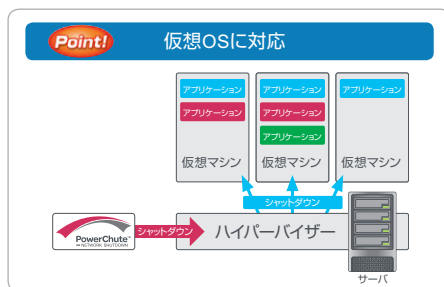 Point!
仮想OSに対応
アプリケーション
アプリケーション
仮想マシン
アプリケーション
アプリケーション
アプリケーション
仮想マシン
アプリケーション
仮想マシン
シャットダウン
PowerChute™
NETWORK SHUTDOWN
シャットダウン
ハイパーバイザー
サーバ